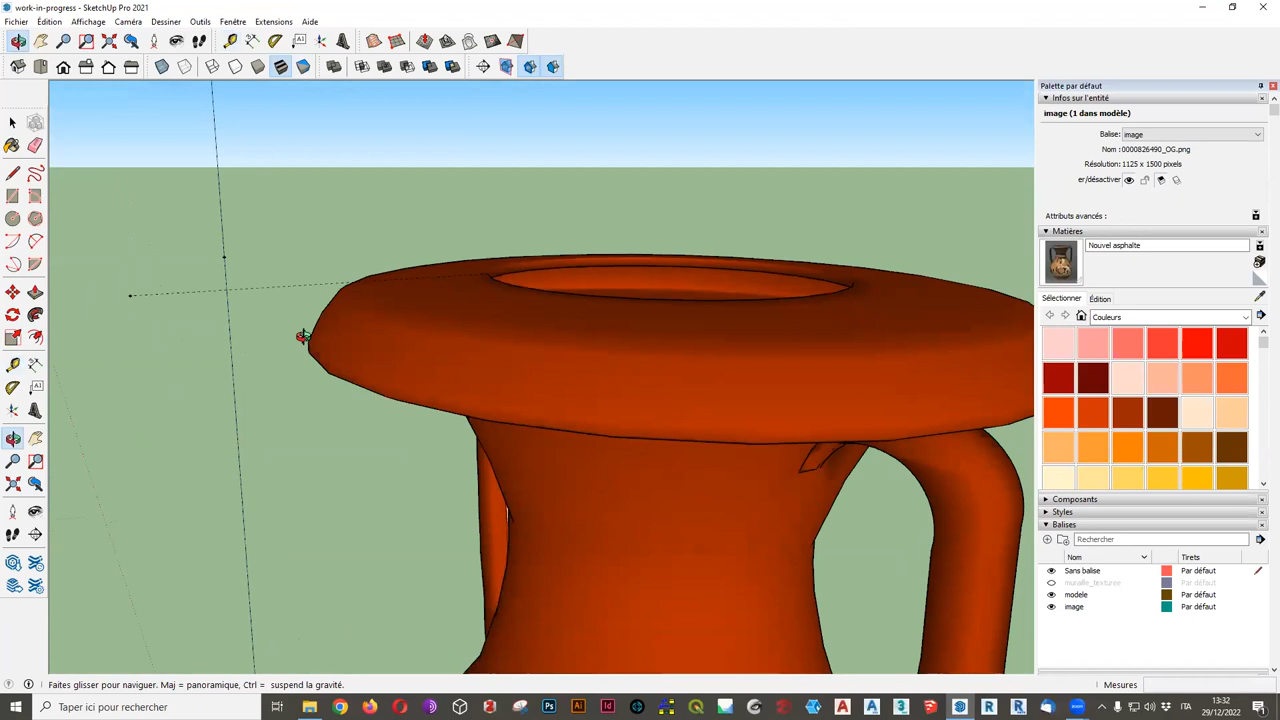 work-in-progress - SketchUp Pro 2021
Fichier Édition Affichage Caméra Dessiner Outils Fenêtre Extensions Aide
Palette par défaut
Infos sur l'entité
image (1 dans modèle)
Balise: image
Nom : 0000826490_OG.png
Résolution: 1125 x 1500 pixels
er/désactiver
Attributs avancés :
Matières
Nouvel asphalte
Sélectionner Édition
Couleurs
Composants
Styles
Balises
Rechercher
Nom Tirets
Sans balise Par défaut
muraille_texturee Par défaut
modele Par défaut
image Par défaut
Faites glisser pour naviguer. Maj = panoramique, Ctrl = suspend la gravité.
Mesures
Taper ici pour rechercher
ITA
13:32
29/12/2022